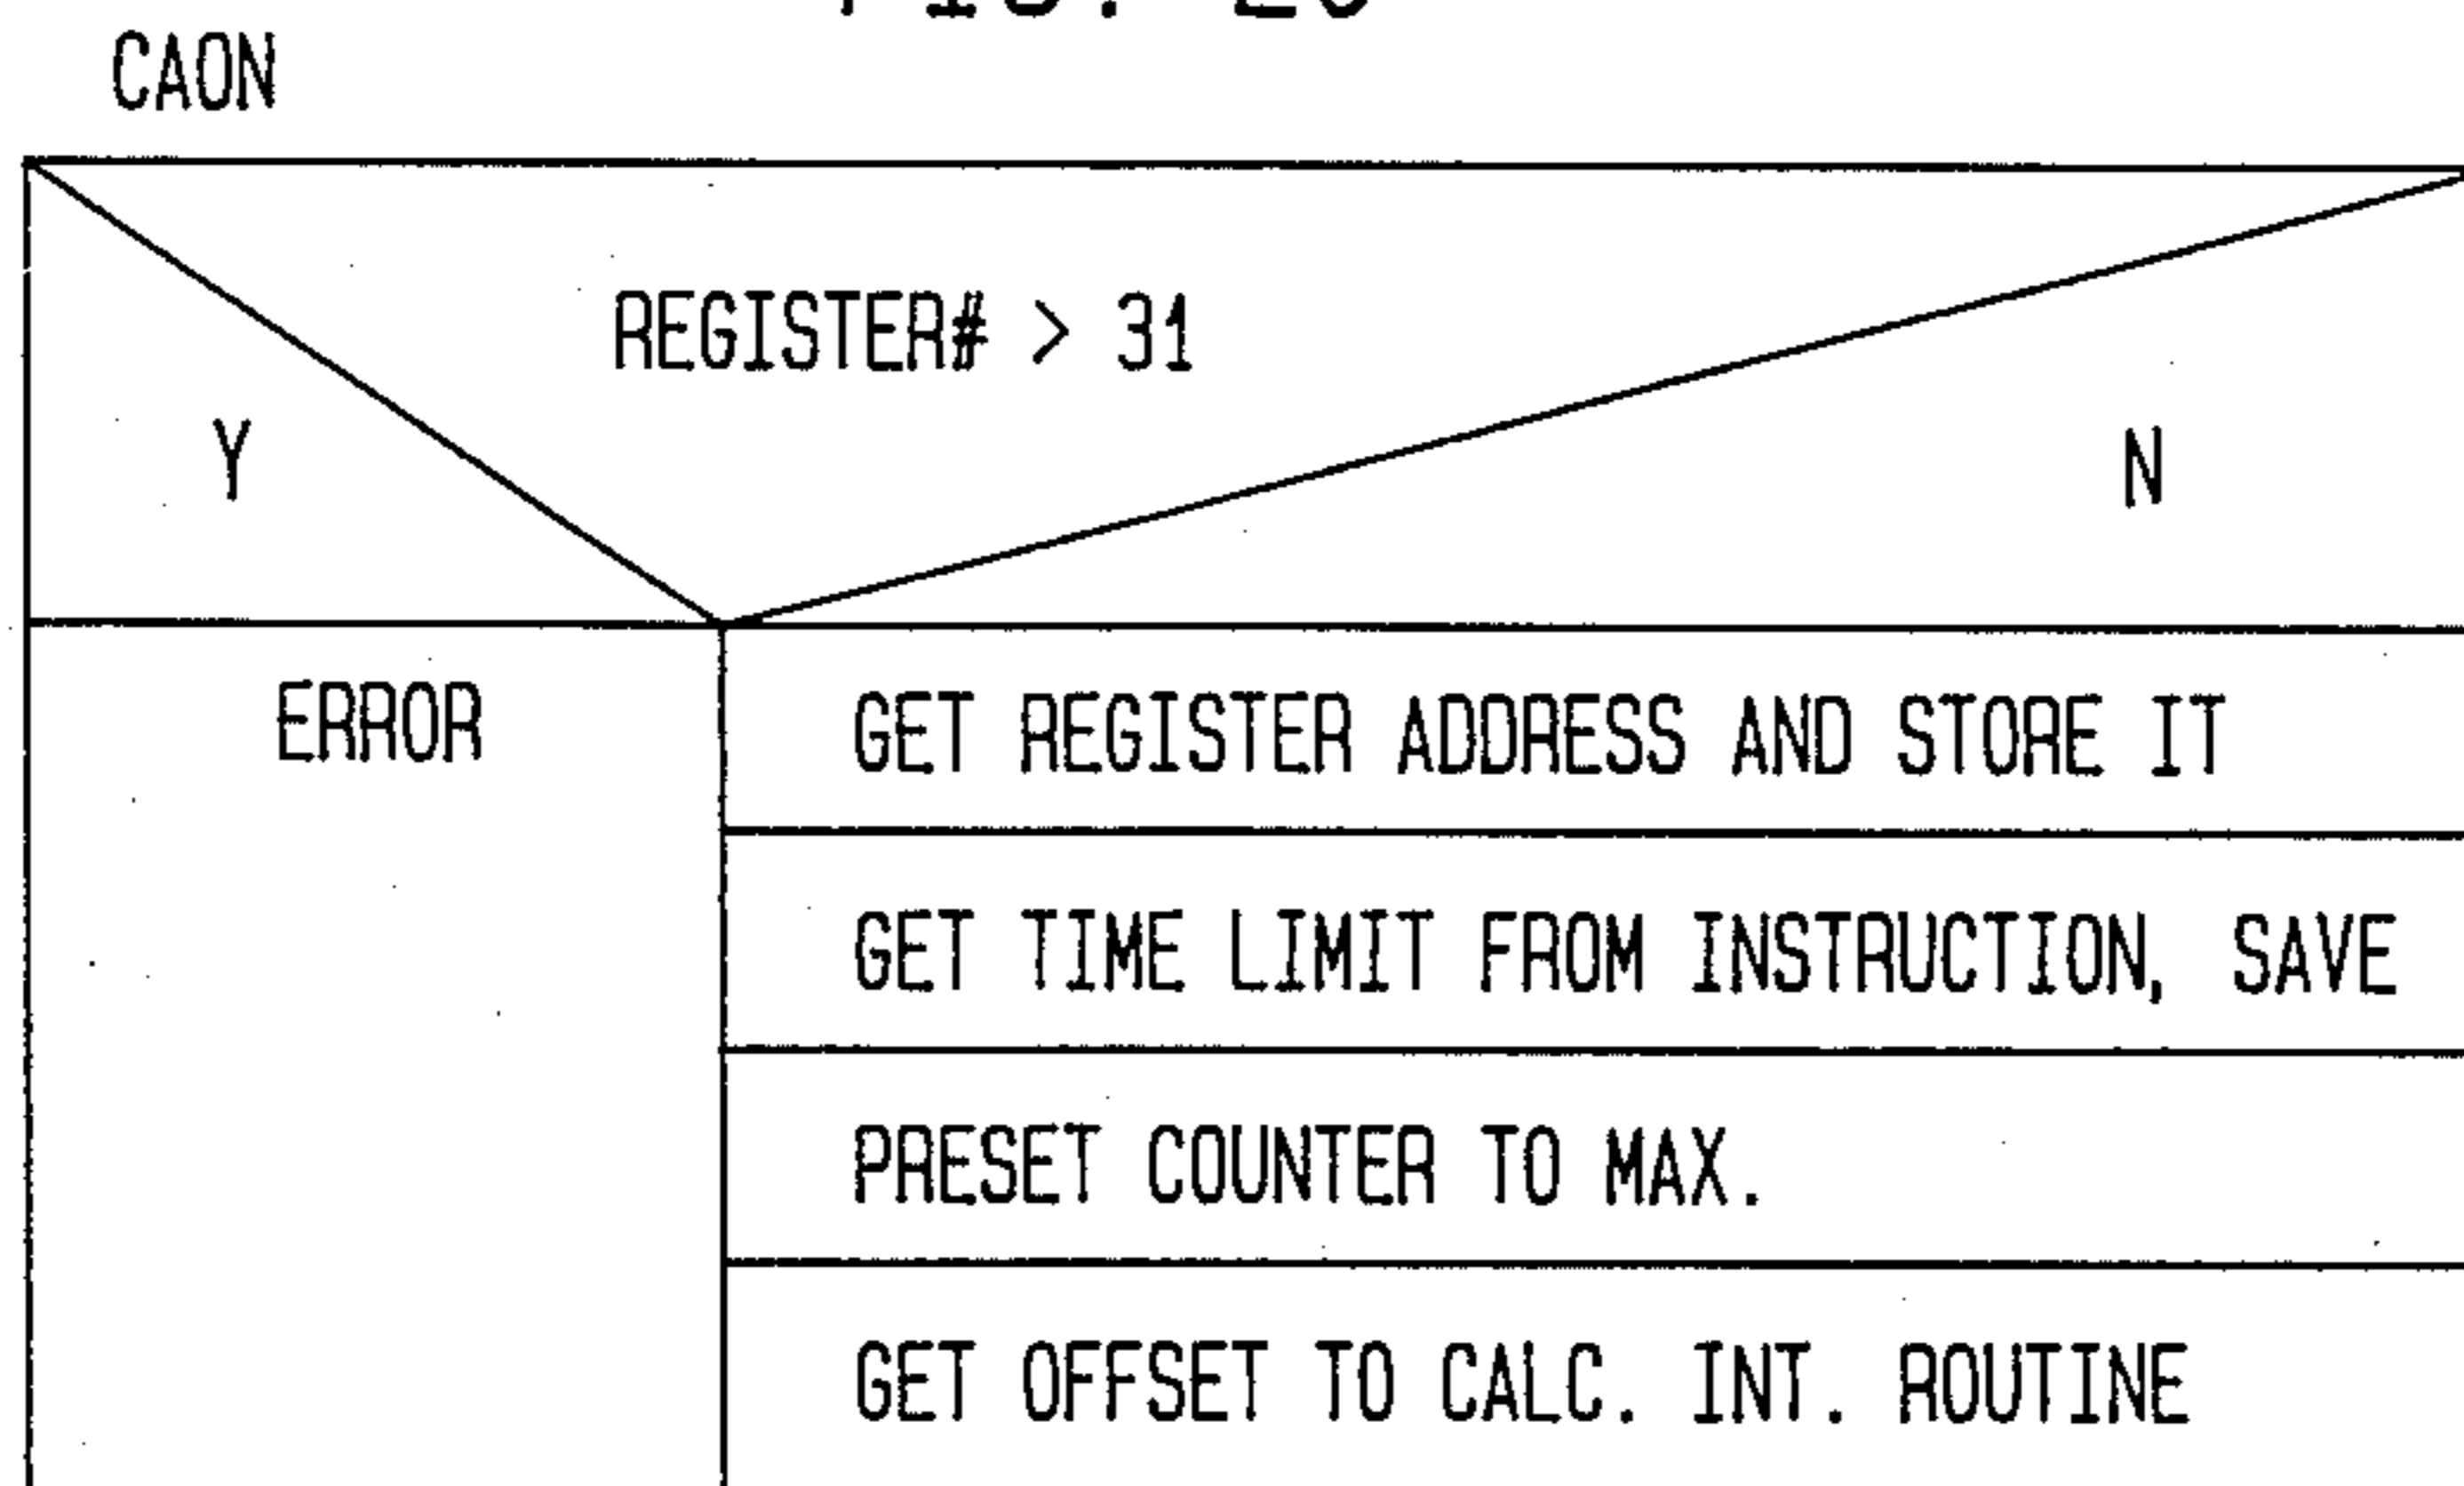 CAON
REGISTER# > 31
Y
N
ERROR
GET REGISTER ADDRESS AND STORE IT
GET TIME LIMIT FROM INSTRUCTION, SAVE
PRESET COUNTER TO MAX.
GET OFFSET TO CALC. INT. ROUTINE